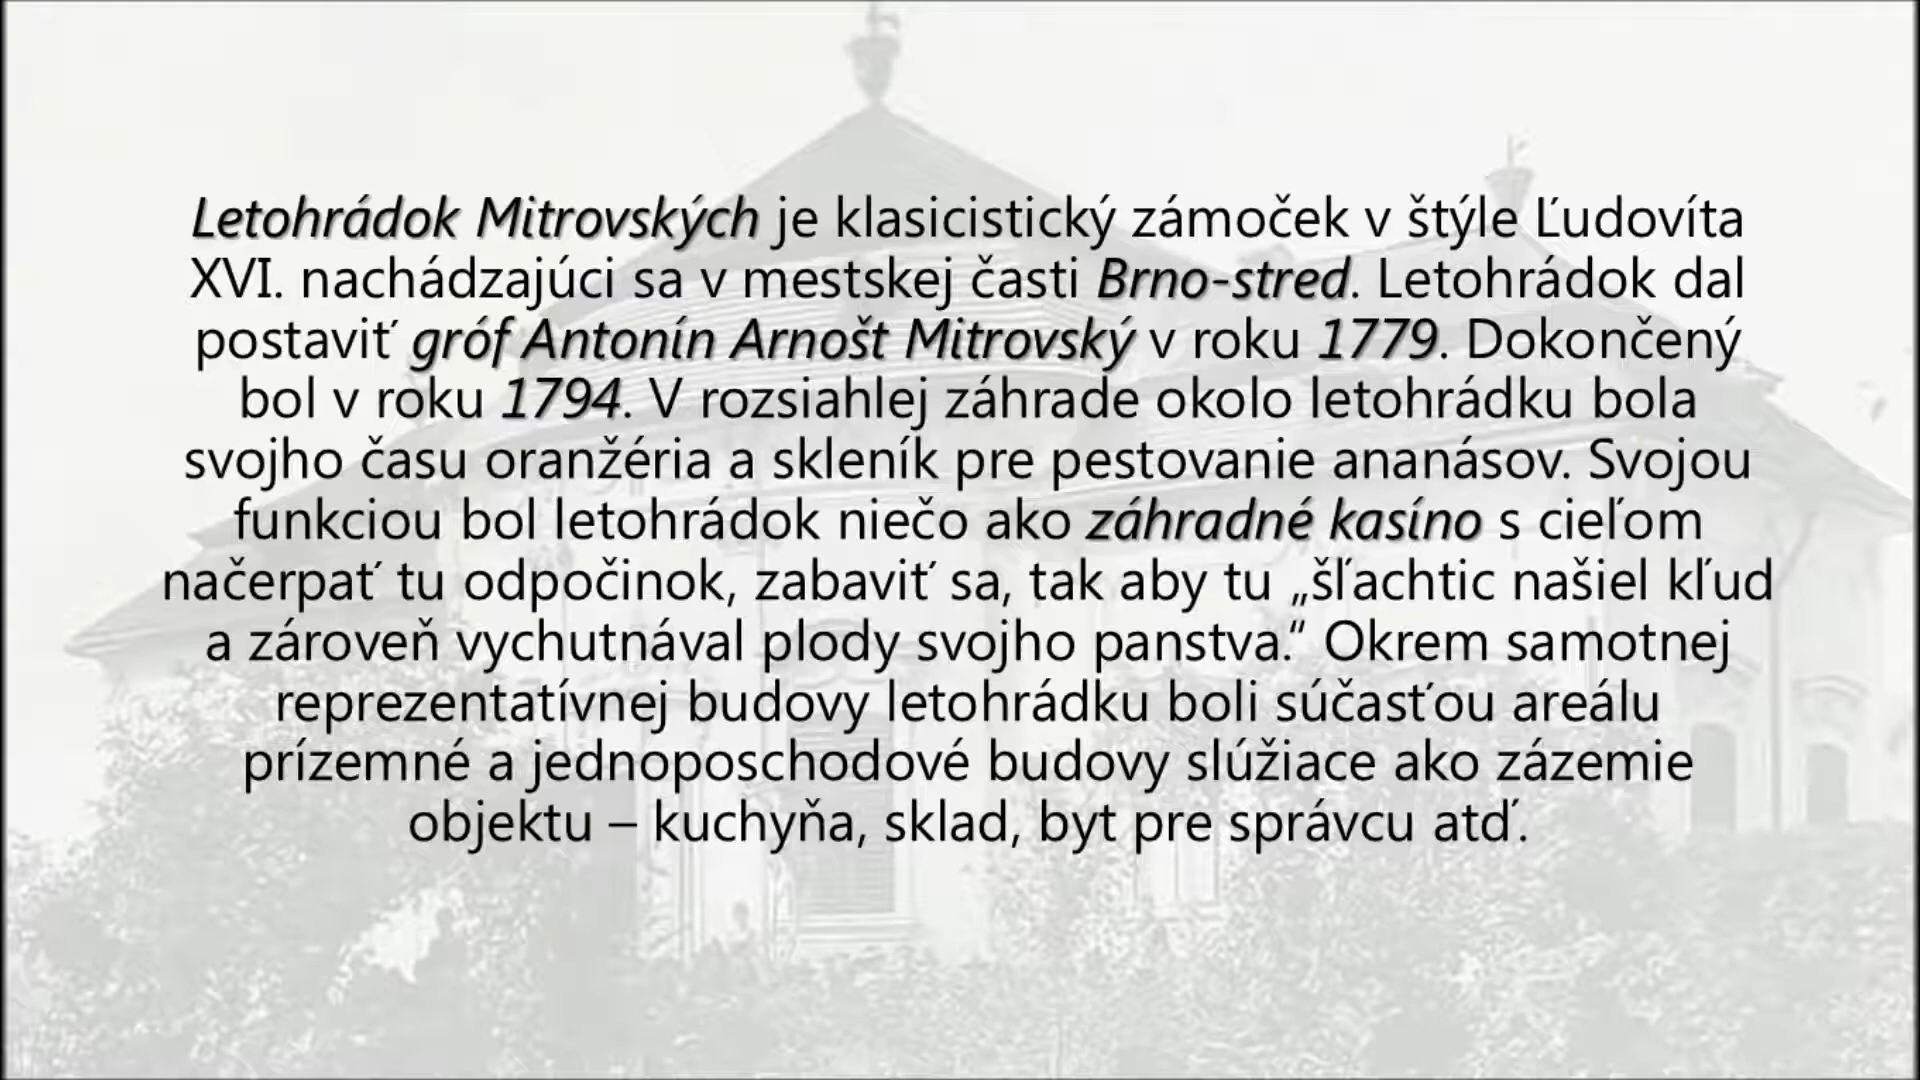 Letohrádok Mitrovských je klasicistický zámoček v štýle Ľudovíta
XVI. nachádzajúci sa v mestskej časti Brno-stred. Letohrádok dal
postaviť gróf Antonín Arnošt Mitrovský v roku 1779. Dokončený
bol v roku 1794. V rozsiahlej záhrade okolo letohrádku bola
svojho času oranžéria a skleník pre pestovanie ananásov. Svojou
funkciou bol letohrádok niečo ako záhradné kasíno s cieľom
načerpať tu odpočinok, zabaviť sa, tak aby tu „šľachtic našiel kľud
a zároveň vychutnával plody svojho panstva.“ Okrem samotnej
reprezentatívnej budovy letohrádku boli súčasťou areálu
prízemné a jednoposchodové budovy slúžiace ako zázemie
objektu – kuchyňa, sklad, byt pre správcu atď.